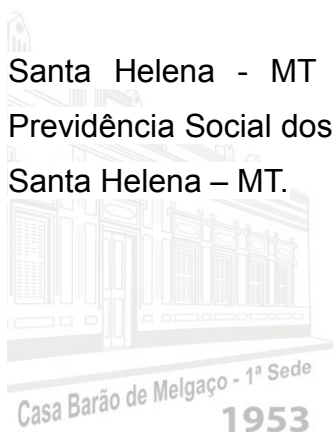 Santa Helena - MT
Previdência Social dos
Santa Helena – MT.
Casa Barão de Melgaço - 1ª Sede
1953